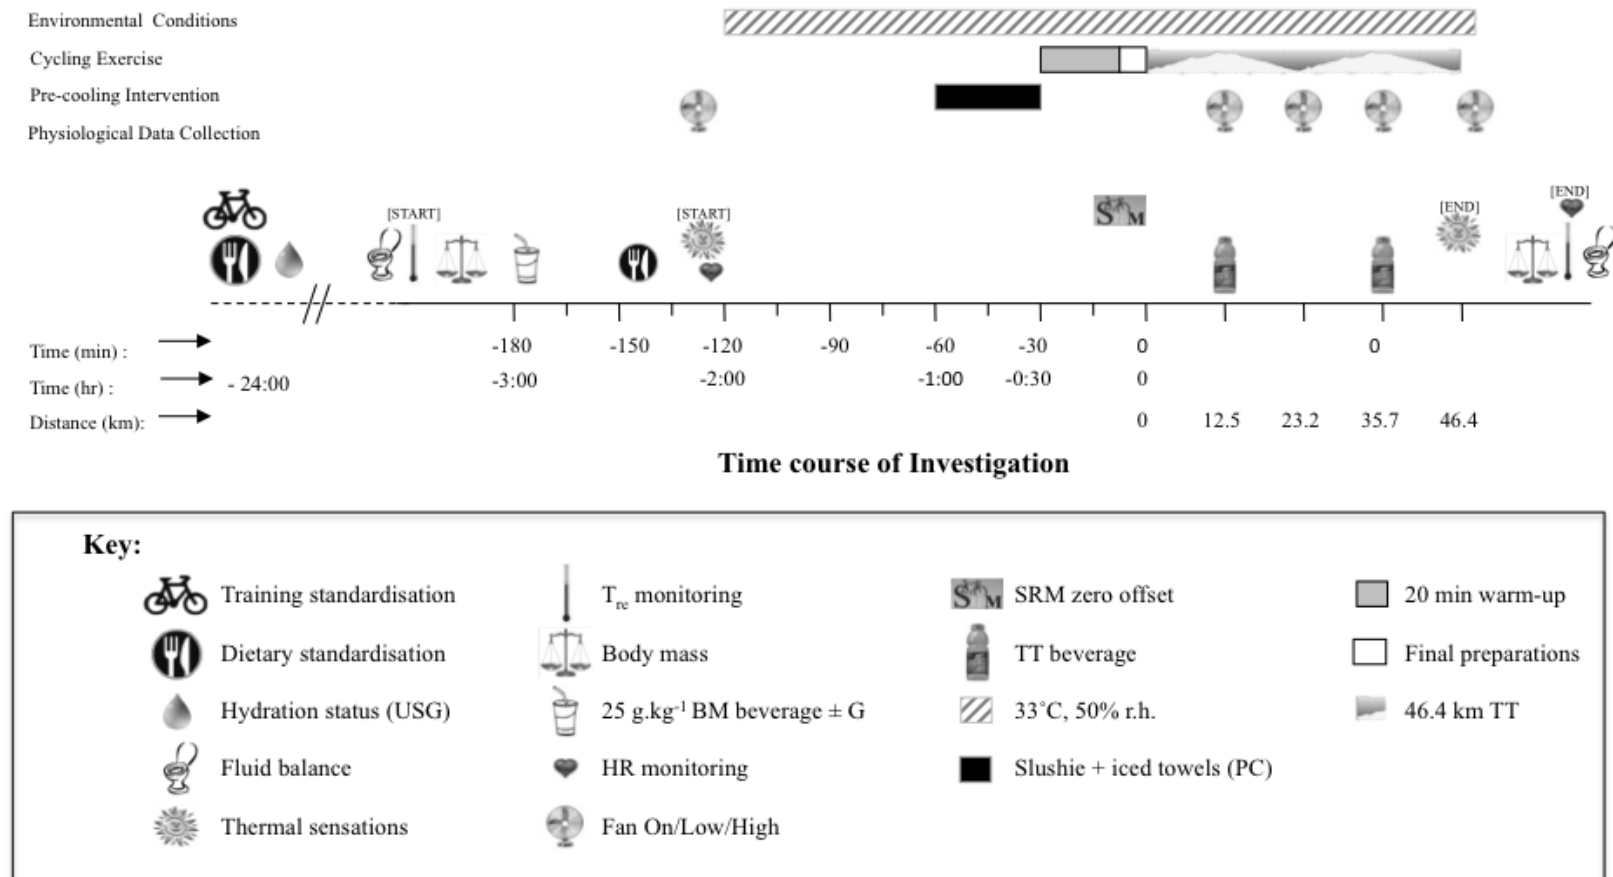 Environmental Conditions
Cycling Exercise
Pre-cooling Intervention
Physiological Data Collection
[START]
[START]
SRM
[END]
[END]
Time (min) :
-180 -150 -120 -90 -60 -30 0 0
Time (hr) :
- 24:00 -3:00 -2:00 -1:00 -0:30 0
Distance (km):
0 12.5 23.2 35.7 46.4
Time course of Investigation
Key:
Training standardisation
Tre monitoring
SRM
SRM zero offset
20 min warm-up
Dietary standardisation
Body mass
TT beverage
Final preparations
Hydration status (USG)
25 g.kg-1 BM beverage ± G
33˚C, 50% r.h.
46.4 km TT
Fluid balance
HR monitoring
Slushie + iced towels (PC)
Thermal sensations
Fan On/Low/High